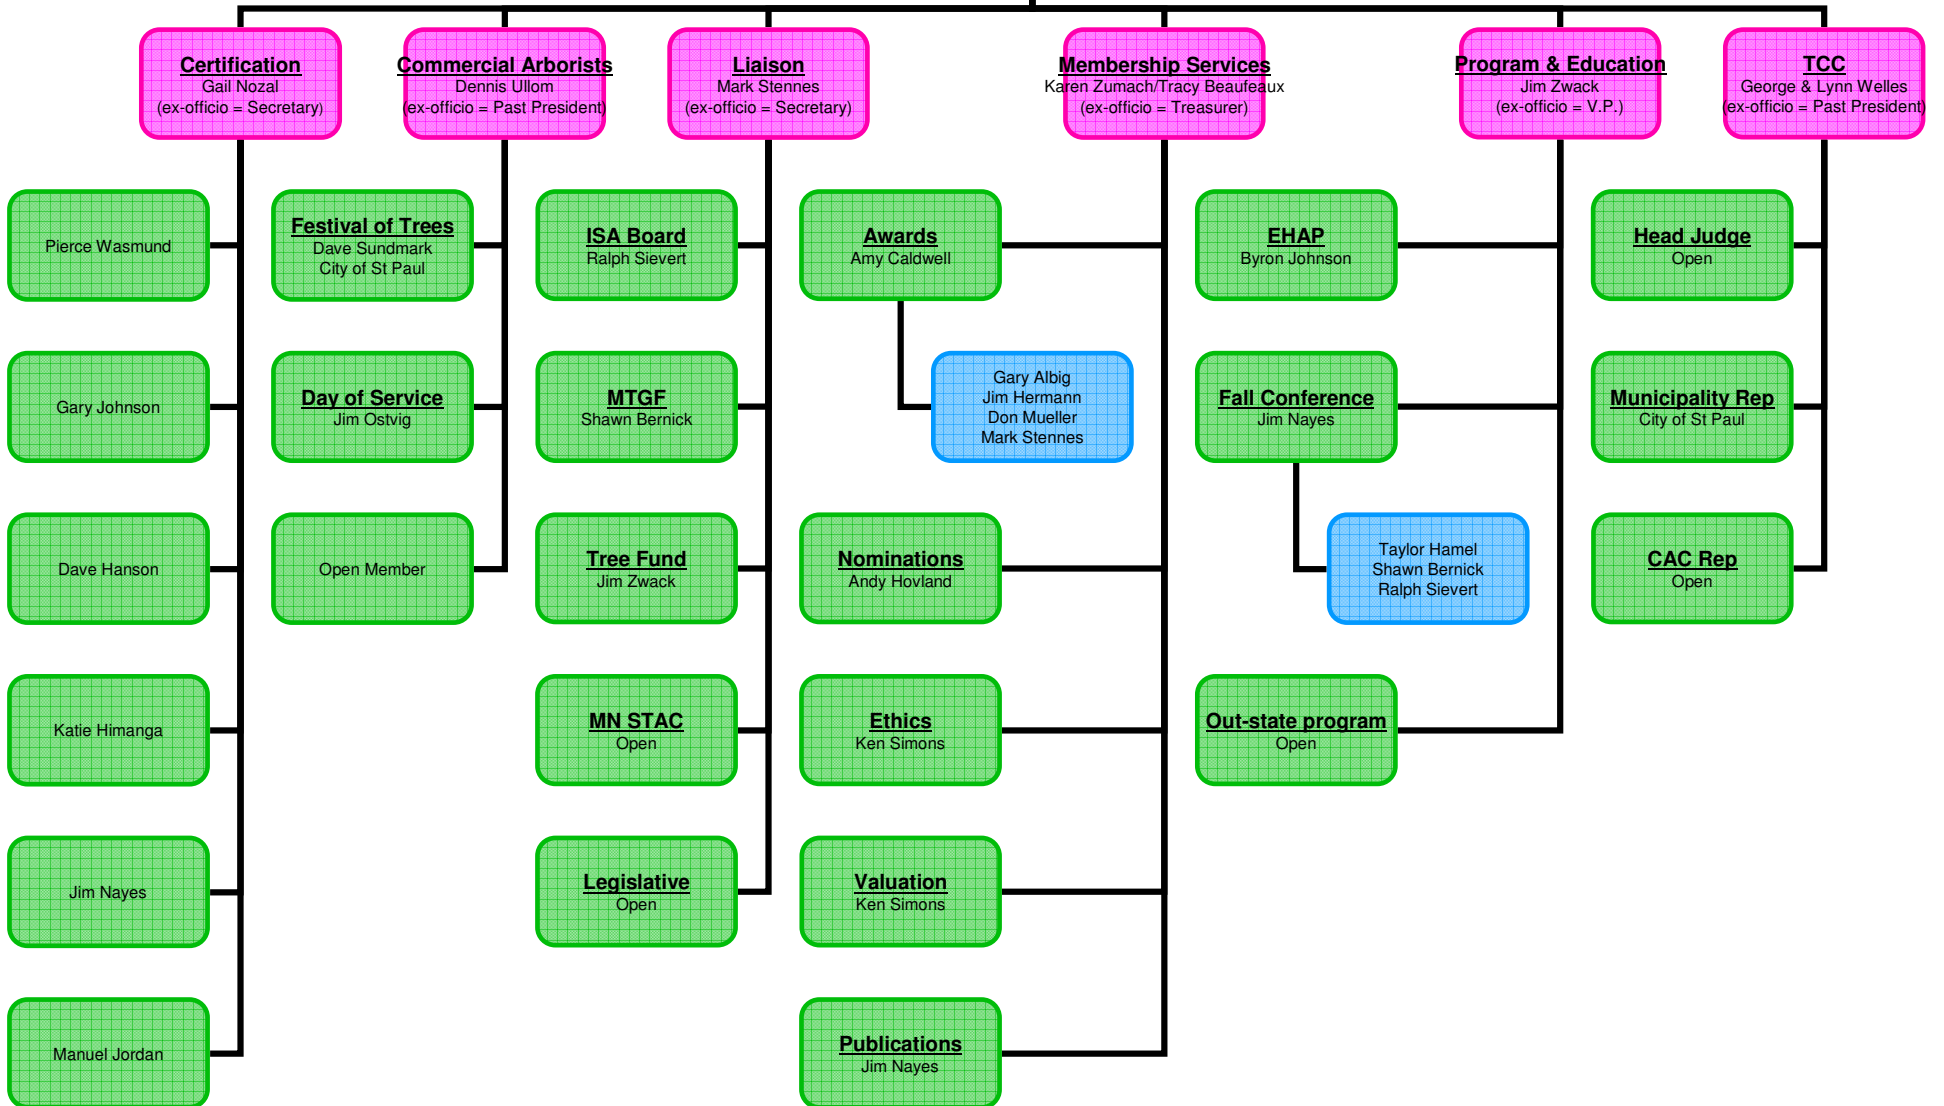 Certification
Gail Nozal
(ex-officio = Secretary)
Commercial Arborists
Dennis Ullom
(ex-officio = Past President)
Liaison
Mark Stennes
(ex-officio = Secretary)
Membership Services
Karen Zumach/Tracy Beaufeaux
(ex-officio = Treasurer)
Program & Education
Jim Zwack
(ex-officio = V.P.)
TCC
George & Lynn Welles
(ex-officio = Past President)
Pierce Wasmund
Gary Johnson
Dave Hanson
Katie Himanga
Jim Nayes
Manuel Jordan
Festival of Trees
Dave Sundmark
City of St Paul
Day of Service
Jim Ostvig
Open Member
ISA Board
Ralph Sievert
MTGF
Shawn Bernick
Tree Fund
Jim Zwack
MN STAC
Open
Legislative
Open
Awards
Amy Caldwell
Gary Albig
Jim Hermann
Don Mueller
Mark Stennes
Nominations
Andy Hovland
Ethics
Ken Simons
Valuation
Ken Simons
Publications
Jim Nayes
EHAP
Byron Johnson
Fall Conference
Jim Nayes
Taylor Hamel
Shawn Bernick
Ralph Sievert
Out-state program
Open
Head Judge
Open
Municipality Rep
City of St Paul
CAC Rep
Open